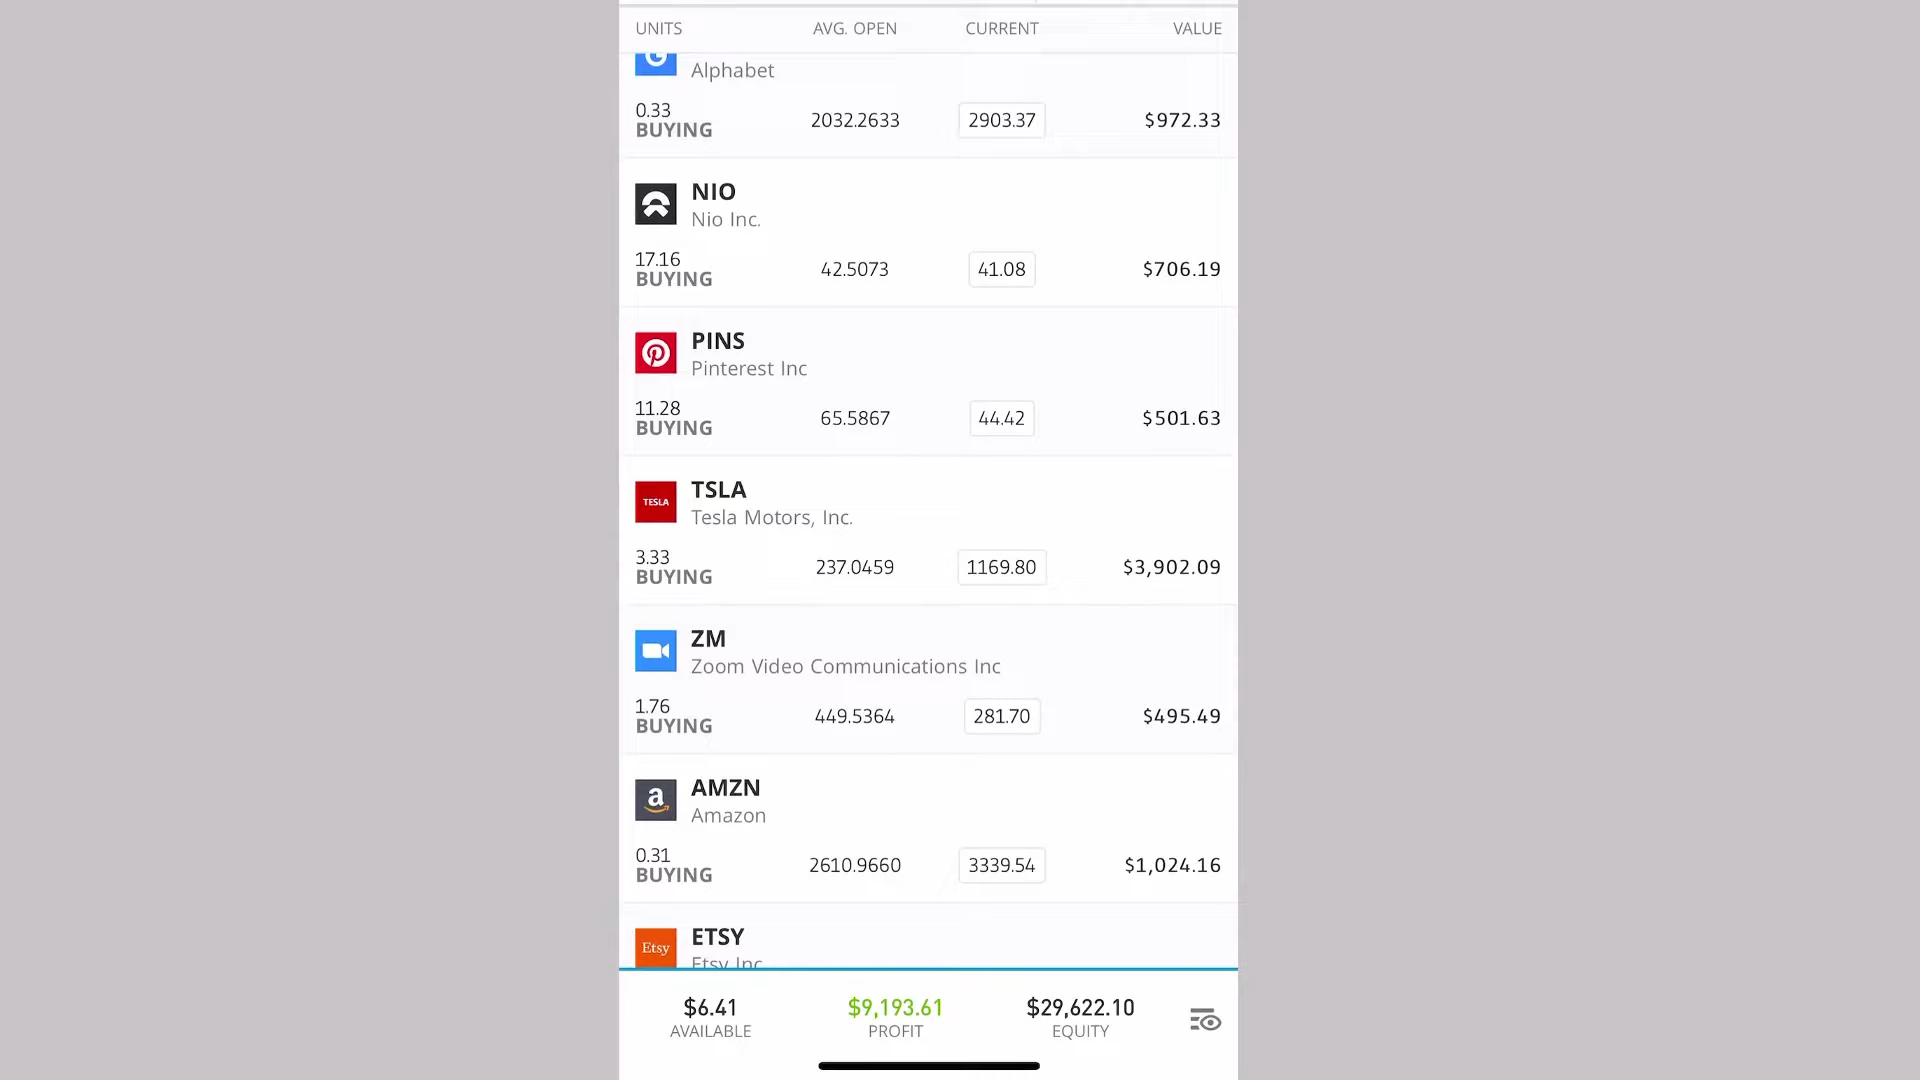 UNITS AVG. OPEN CURRENT VALUE
Alphabet
0.33
BUYING 2032.2633 2903.37 $972.33
NIO
Nio Inc.
17.16
BUYING 42.5073 41.08 $706.19
PINS
Pinterest Inc
11.28
BUYING 65.5867 44.42 $501.63
TESLA
TSLA
Tesla Motors, Inc.
3.33
BUYING 237.0459 1169.80 $3,902.09
ZM
Zoom Video Communications Inc
1.76
BUYING 449.5364 281.70 $495.49
a
AMZN
Amazon
0.31
BUYING 2610.9660 3339.54 $1,024.16
Etsy
ETSY
Etsy Inc
$6.41 $9,193.61 $29,622.10
AVAILABLE PROFIT EQUITY